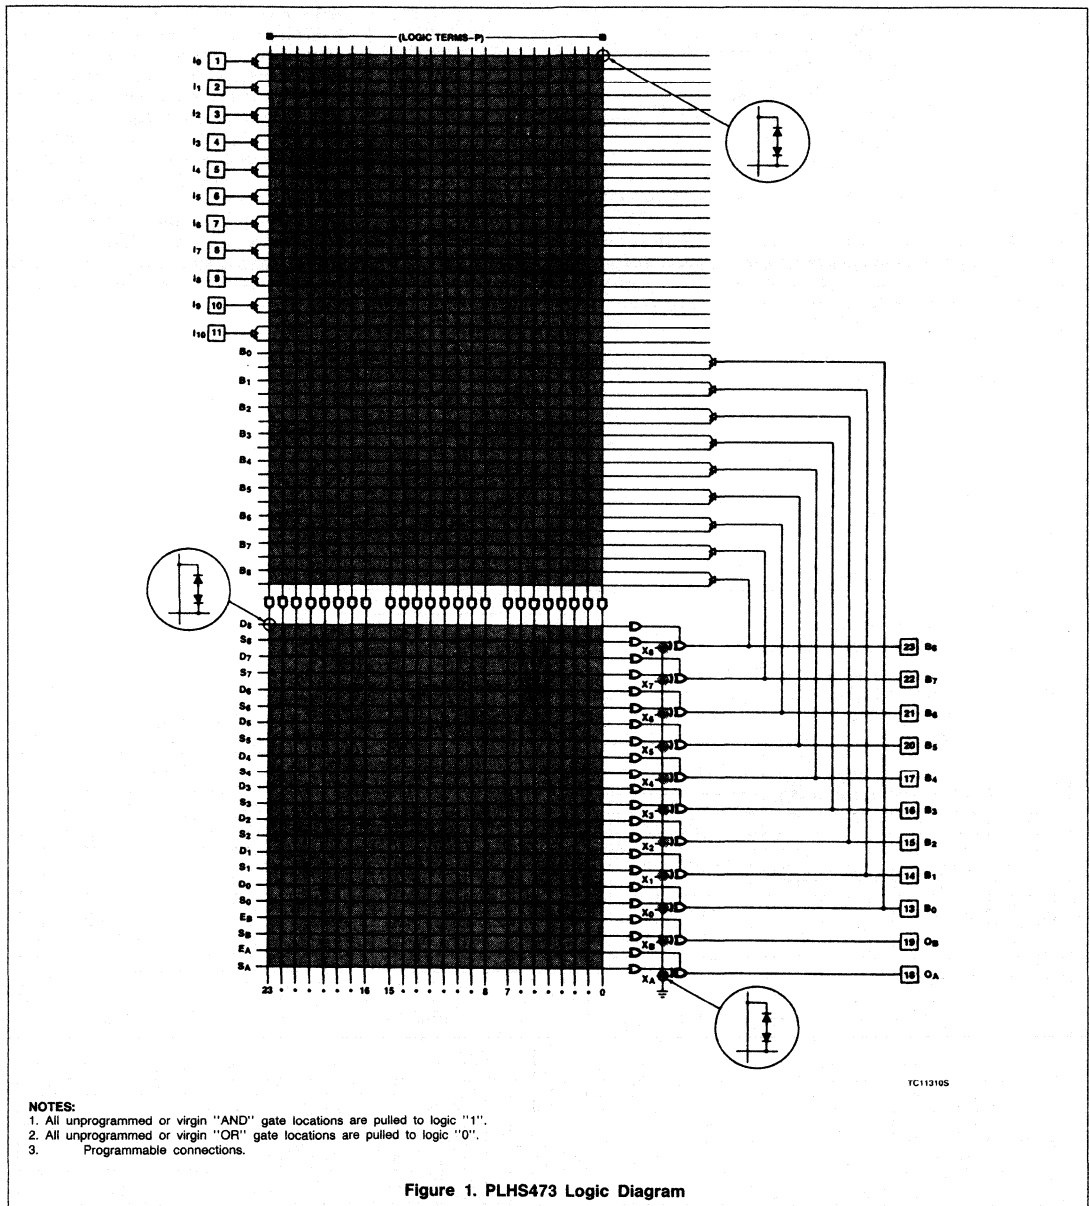 (LOGIC TERMS–P)
I0 1
I1 2
I2 3
I3 4
I4 5
I5 6
I6 7
I7 8
I8 9
I9 10
I10 11
B0
B1
B2
B3
B4
B5
B6
B7
B8
D8
S8
X8 23 B8
D7
S7
X7 22 B7
D6
S6
X6 21 B6
D5
S5
X5 20 B5
D4
S4
X4 17 B4
D3
S3
X3 16 B3
D2
S2
X2 15 B2
D1
S1
X1 14 B1
D0
S0
X0 13 B0
EB
SB
XB 19 OB
EA
SA
XA 18 OA
23 16 15 8 7 0
TC11310S
NOTES:
1. All unprogrammed or virgin "AND" gate locations are pulled to logic "1".
2. All unprogrammed or virgin "OR" gate locations are pulled to logic "0".
3. Programmable connections.
Figure 1. PLHS473 Logic Diagram